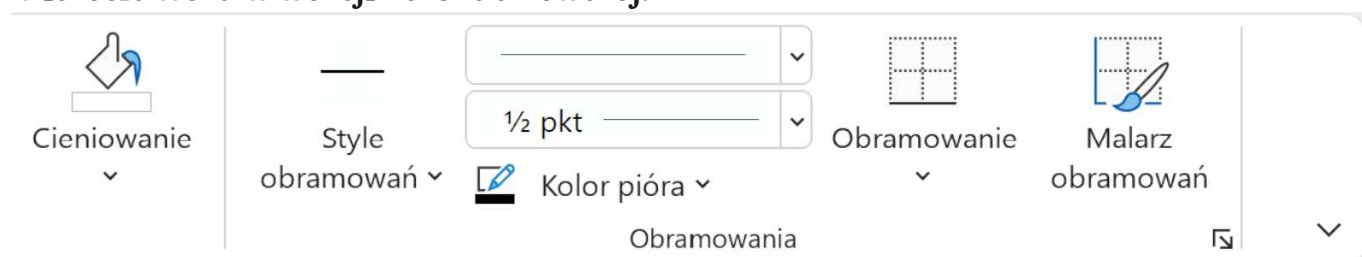 Cieniowanie
Style
obramowań
½ pkt
Kolor pióra
Obramowanie
Malarz
obramowań
Obramowania